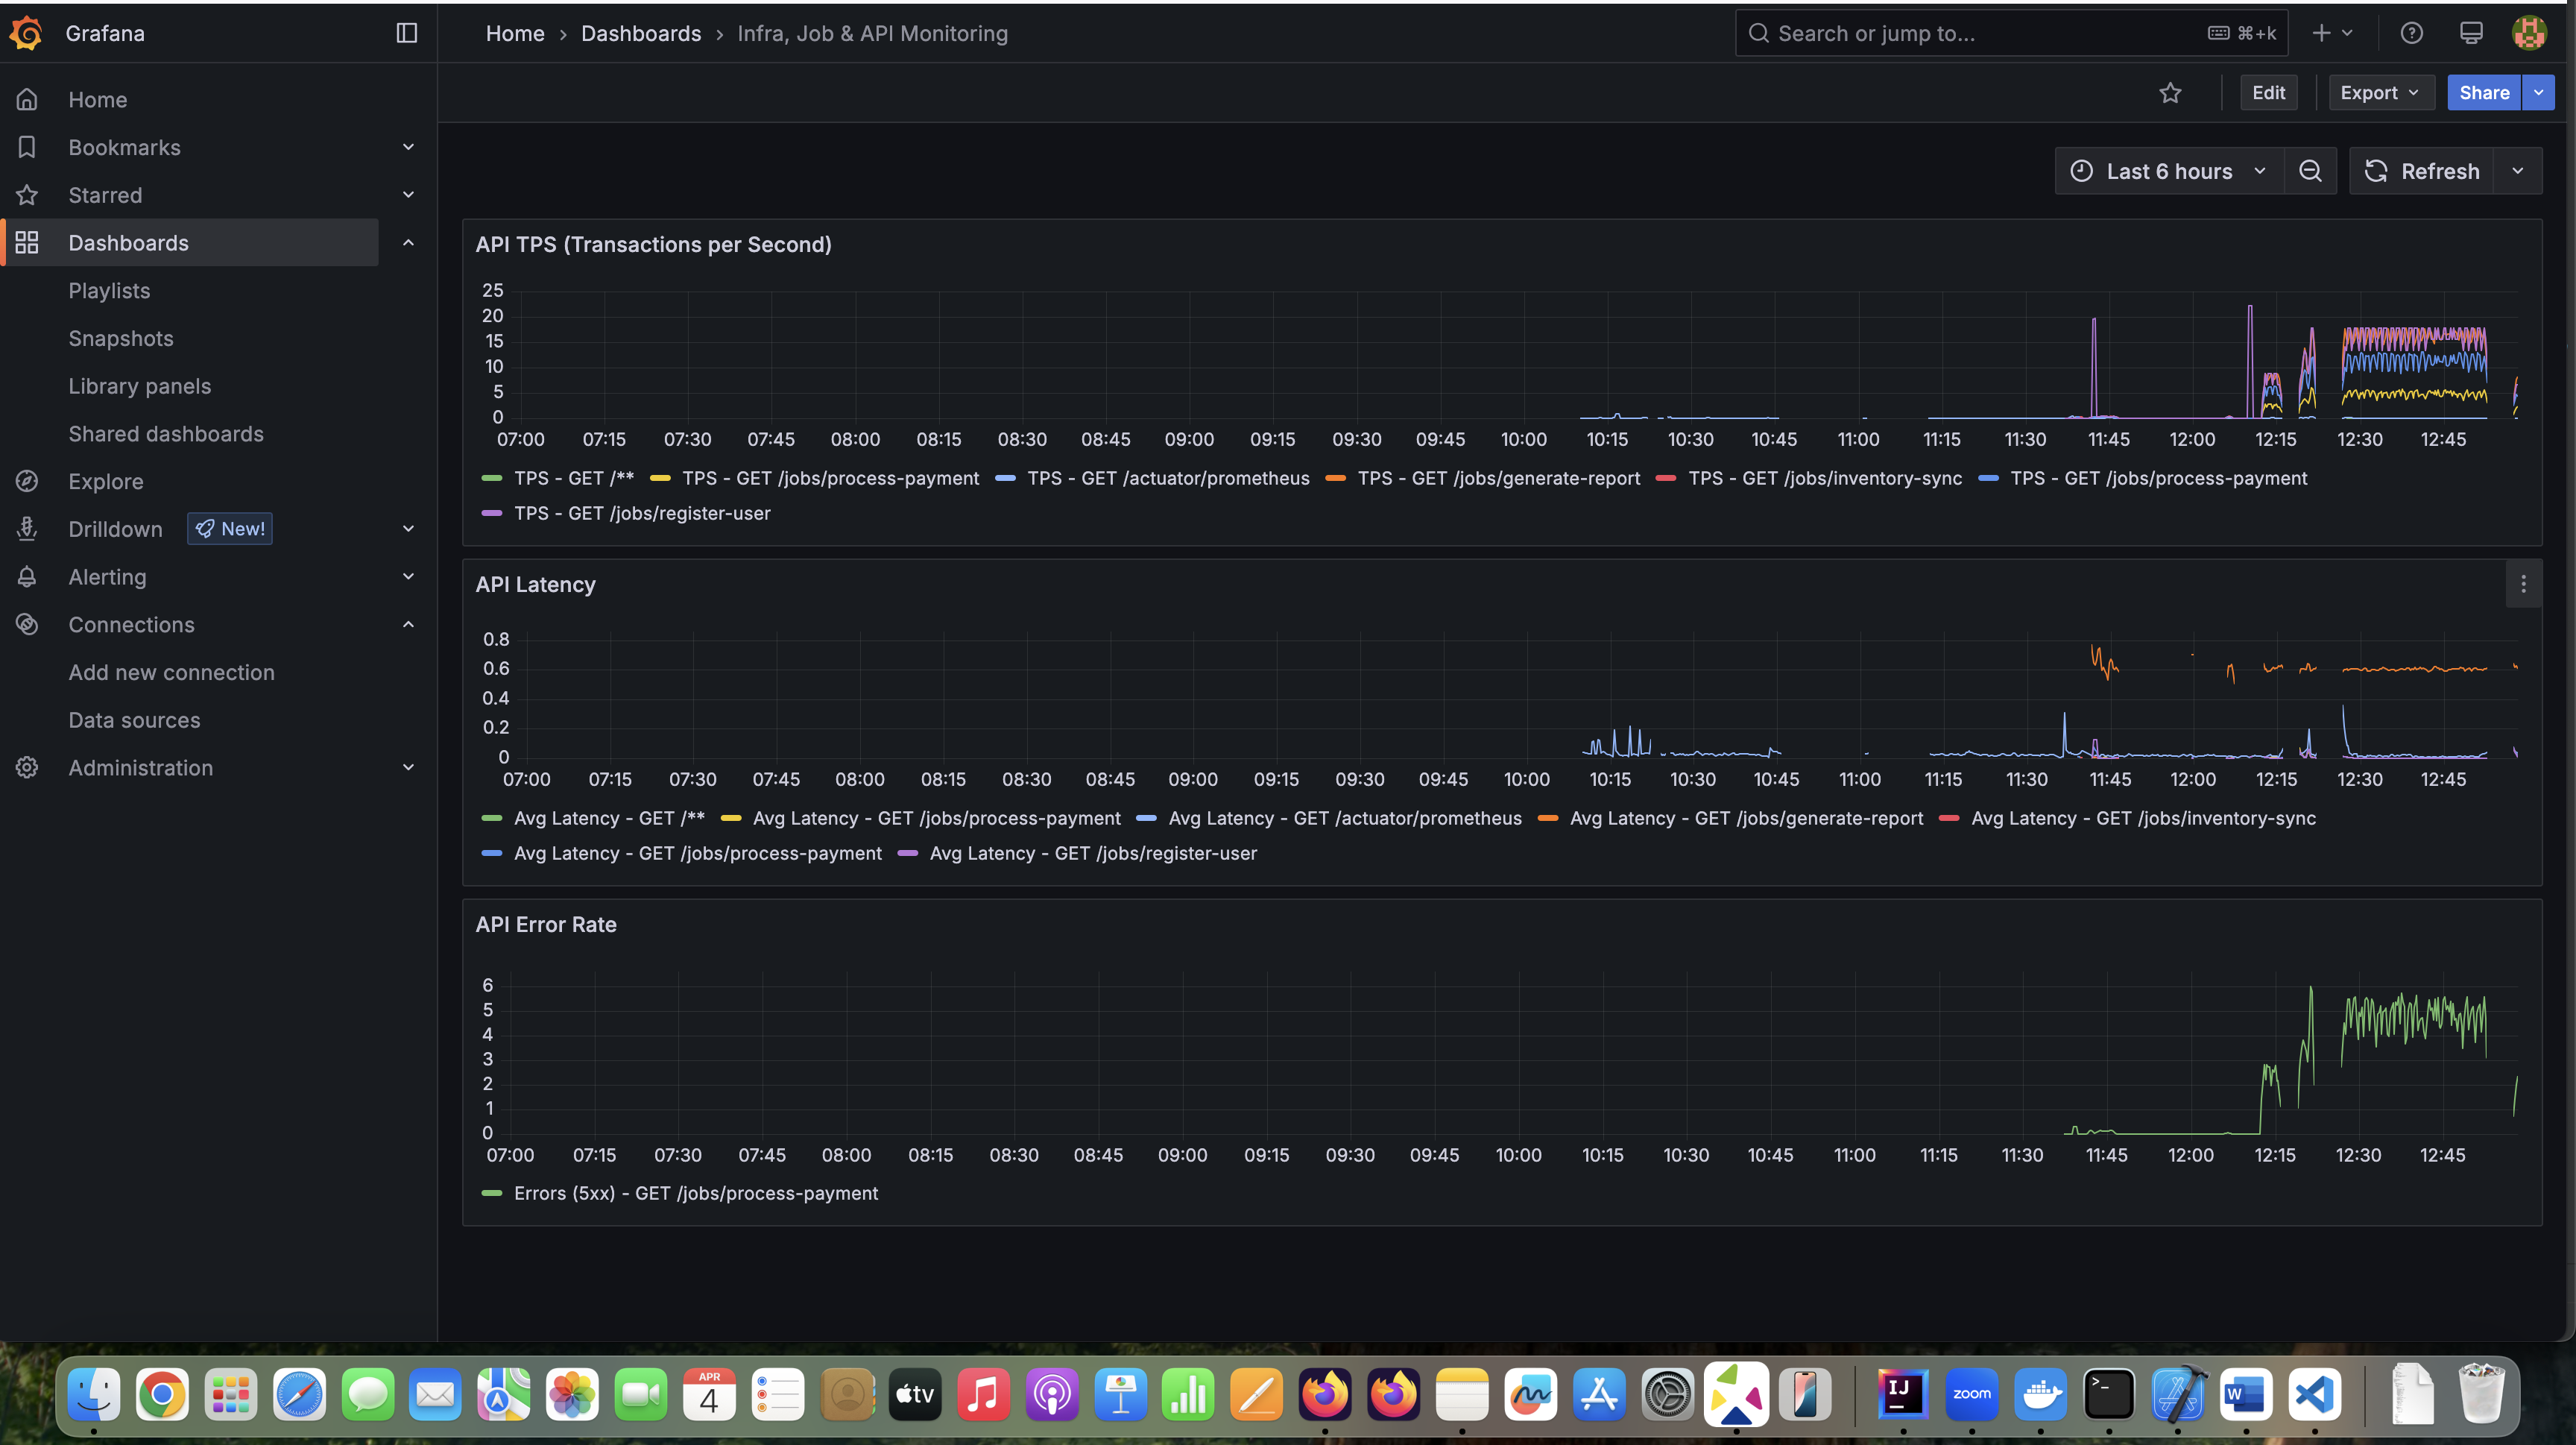 Grafana
Home › Dashboards › Infra, Job & API Monitoring
Search or jump to... ⌘+k
Edit Export Share
Home
Bookmarks
Starred
Dashboards
Playlists
Snapshots
Library panels
Shared dashboards
Explore
Drilldown New!
Alerting
Connections
Add new connection
Data sources
Administration
Last 6 hours Refresh
API TPS (Transactions per Second)
25
20
15
10
5
0
07:00 07:15 07:30 07:45 08:00 08:15 08:30 08:45 09:00 09:15 09:30 09:45 10:00 10:15 10:30 10:45 11:00 11:15 11:30 11:45 12:00 12:15 12:30 12:45
TPS - GET /** TPS - GET /jobs/process-payment TPS - GET /actuator/prometheus TPS - GET /jobs/generate-report TPS - GET /jobs/inventory-sync TPS - GET /jobs/process-payment
TPS - GET /jobs/register-user
API Latency
0.8
0.6
0.4
0.2
0
07:00 07:15 07:30 07:45 08:00 08:15 08:30 08:45 09:00 09:15 09:30 09:45 10:00 10:15 10:30 10:45 11:00 11:15 11:30 11:45 12:00 12:15 12:30 12:45
Avg Latency - GET /** Avg Latency - GET /jobs/process-payment Avg Latency - GET /actuator/prometheus Avg Latency - GET /jobs/generate-report Avg Latency - GET /jobs/inventory-sync
Avg Latency - GET /jobs/process-payment Avg Latency - GET /jobs/register-user
API Error Rate
6
5
4
3
2
1
0
07:00 07:15 07:30 07:45 08:00 08:15 08:30 08:45 09:00 09:15 09:30 09:45 10:00 10:15 10:30 10:45 11:00 11:15 11:30 11:45 12:00 12:15 12:30 12:45
Errors (5xx) - GET /jobs/process-payment
APR
4
tv
IJ
zoom
>_
W